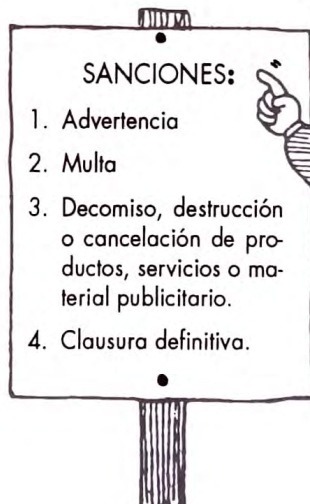 SANCIONES:
1. Advertencia
2. Multa
3. Decomiso, destrucción
o cancelación de pro-
ductos, servicios o ma-
terial publicitario.
4. Clausura definitiva.